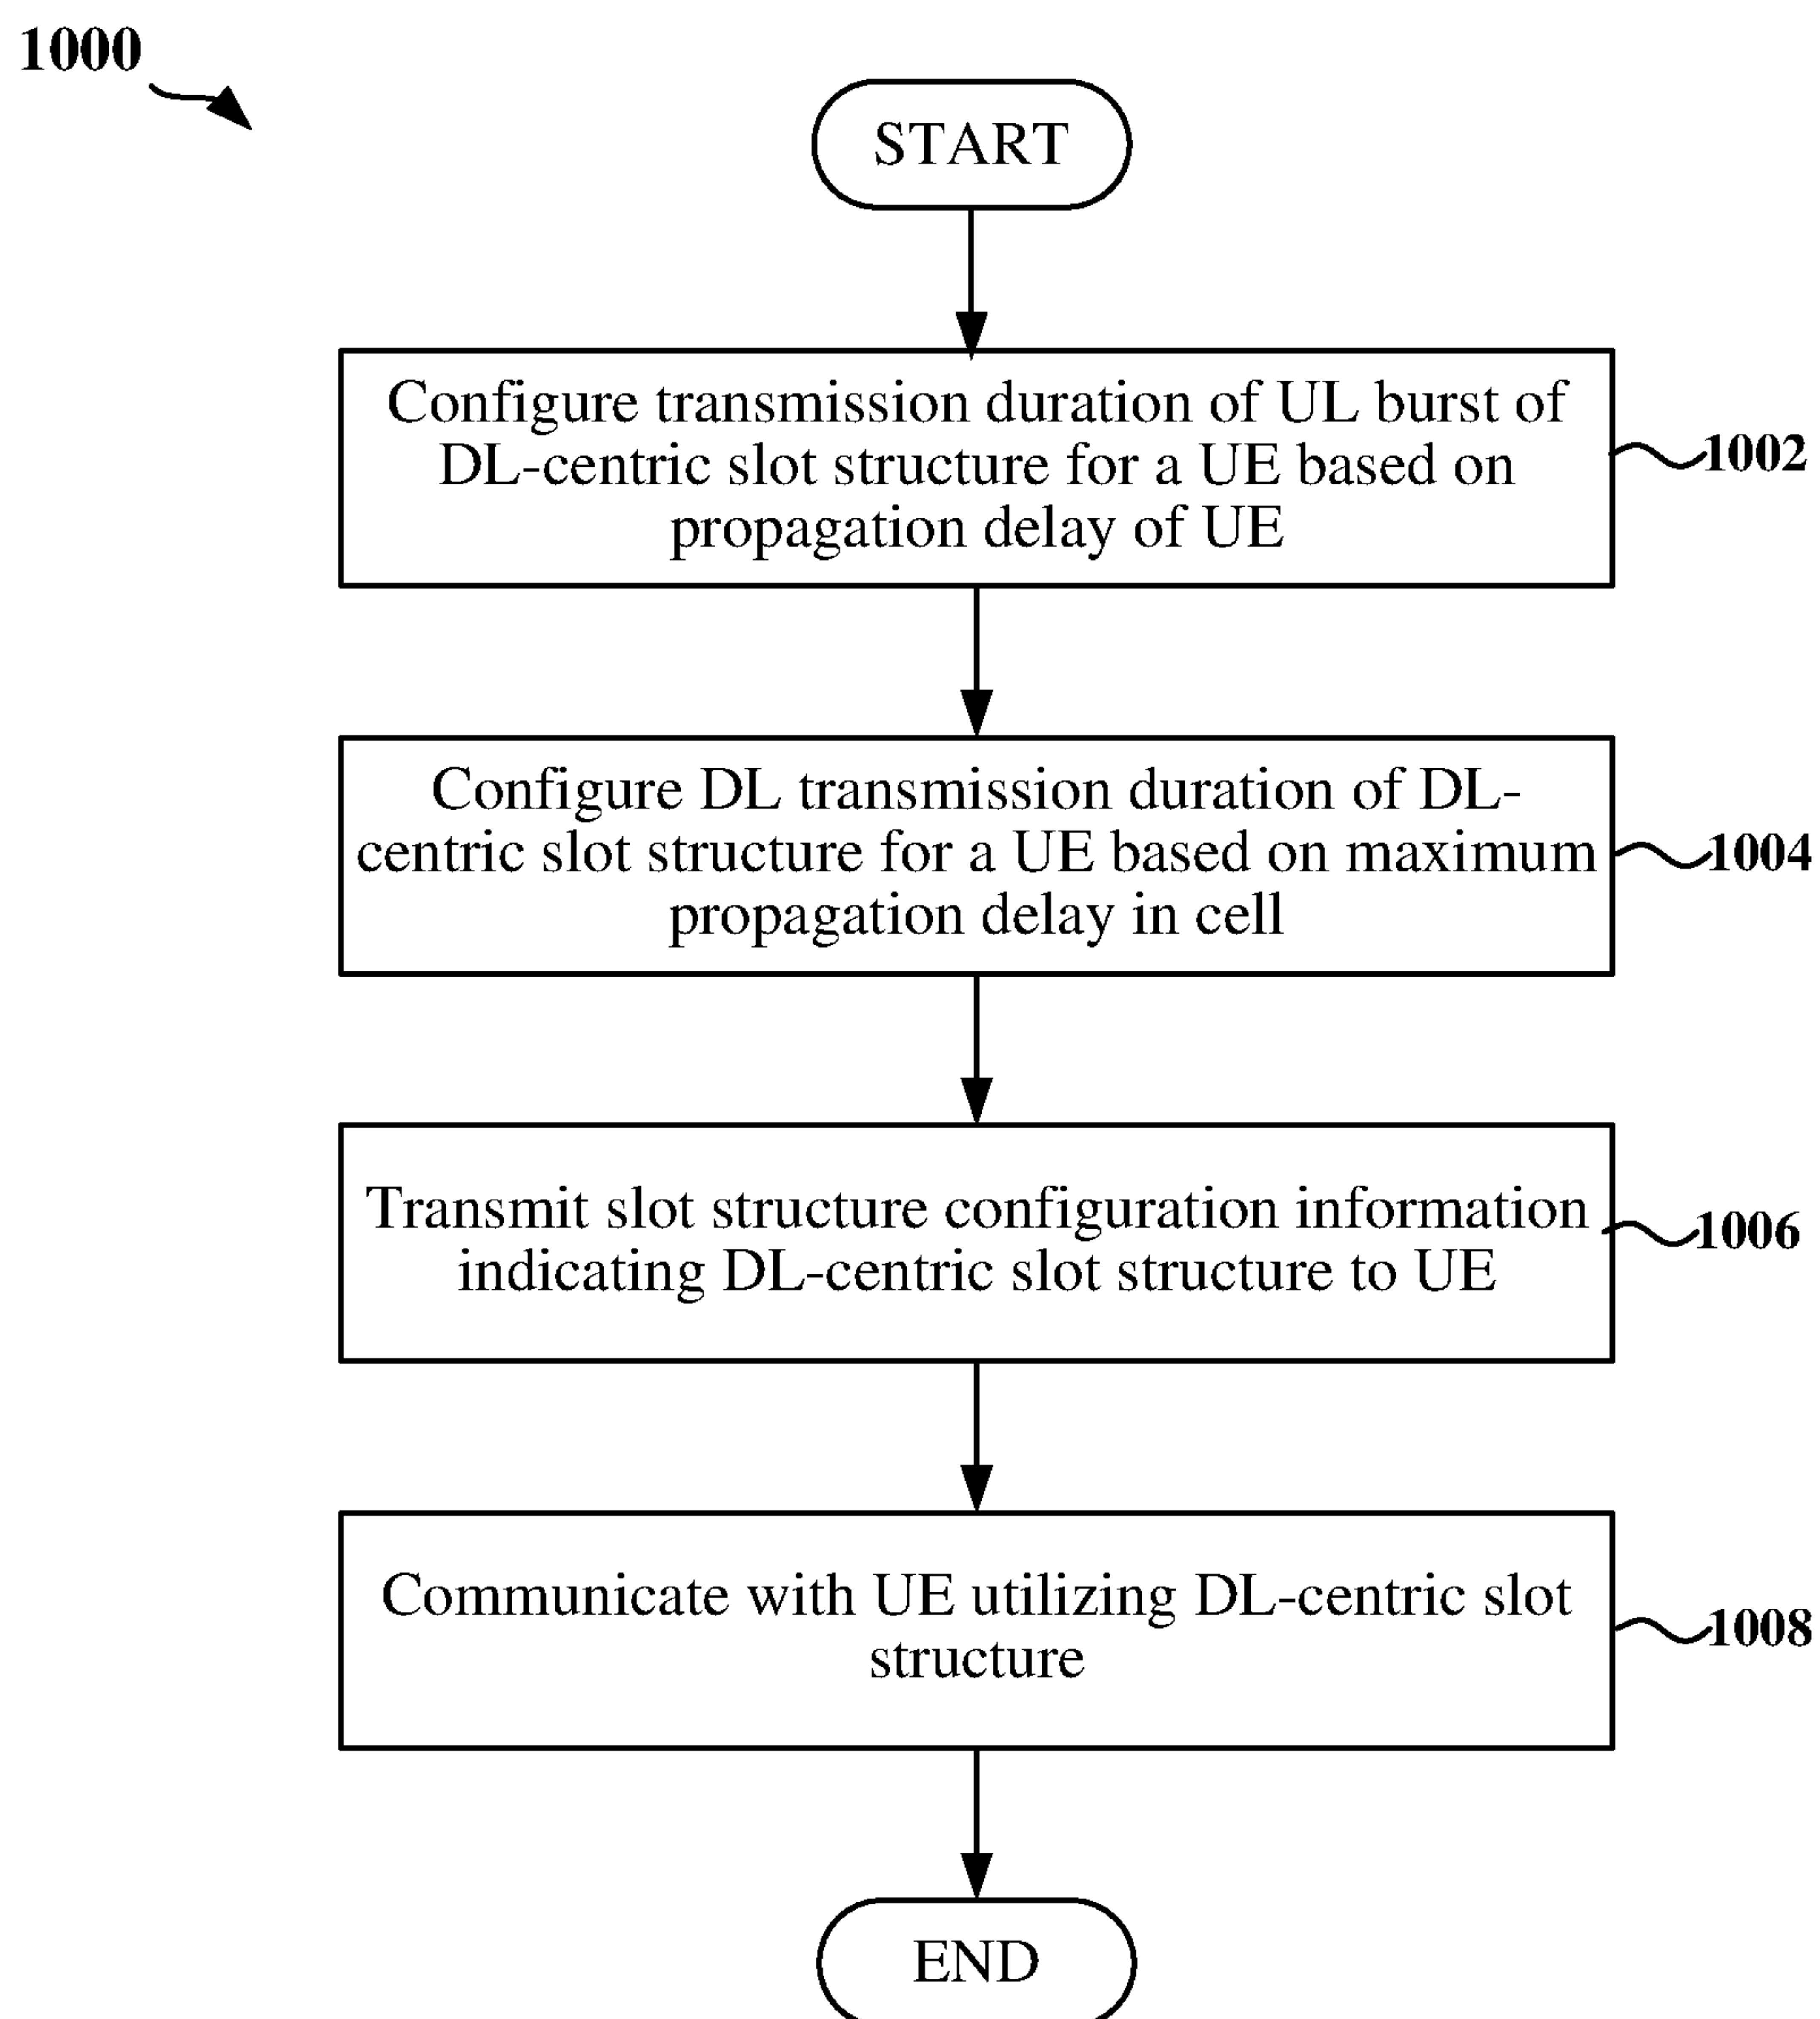 1000
START
Configure transmission duration of UL burst of
DL-centric slot structure for a UE based on
propagation delay of UE
1002
Configure DL transmission duration of DL-
centric slot structure for a UE based on maximum
propagation delay in cell
1004
Transmit slot structure configuration information
indicating DL-centric slot structure to UE
1006
Communicate with UE utilizing DL-centric slot
structure
1008
END